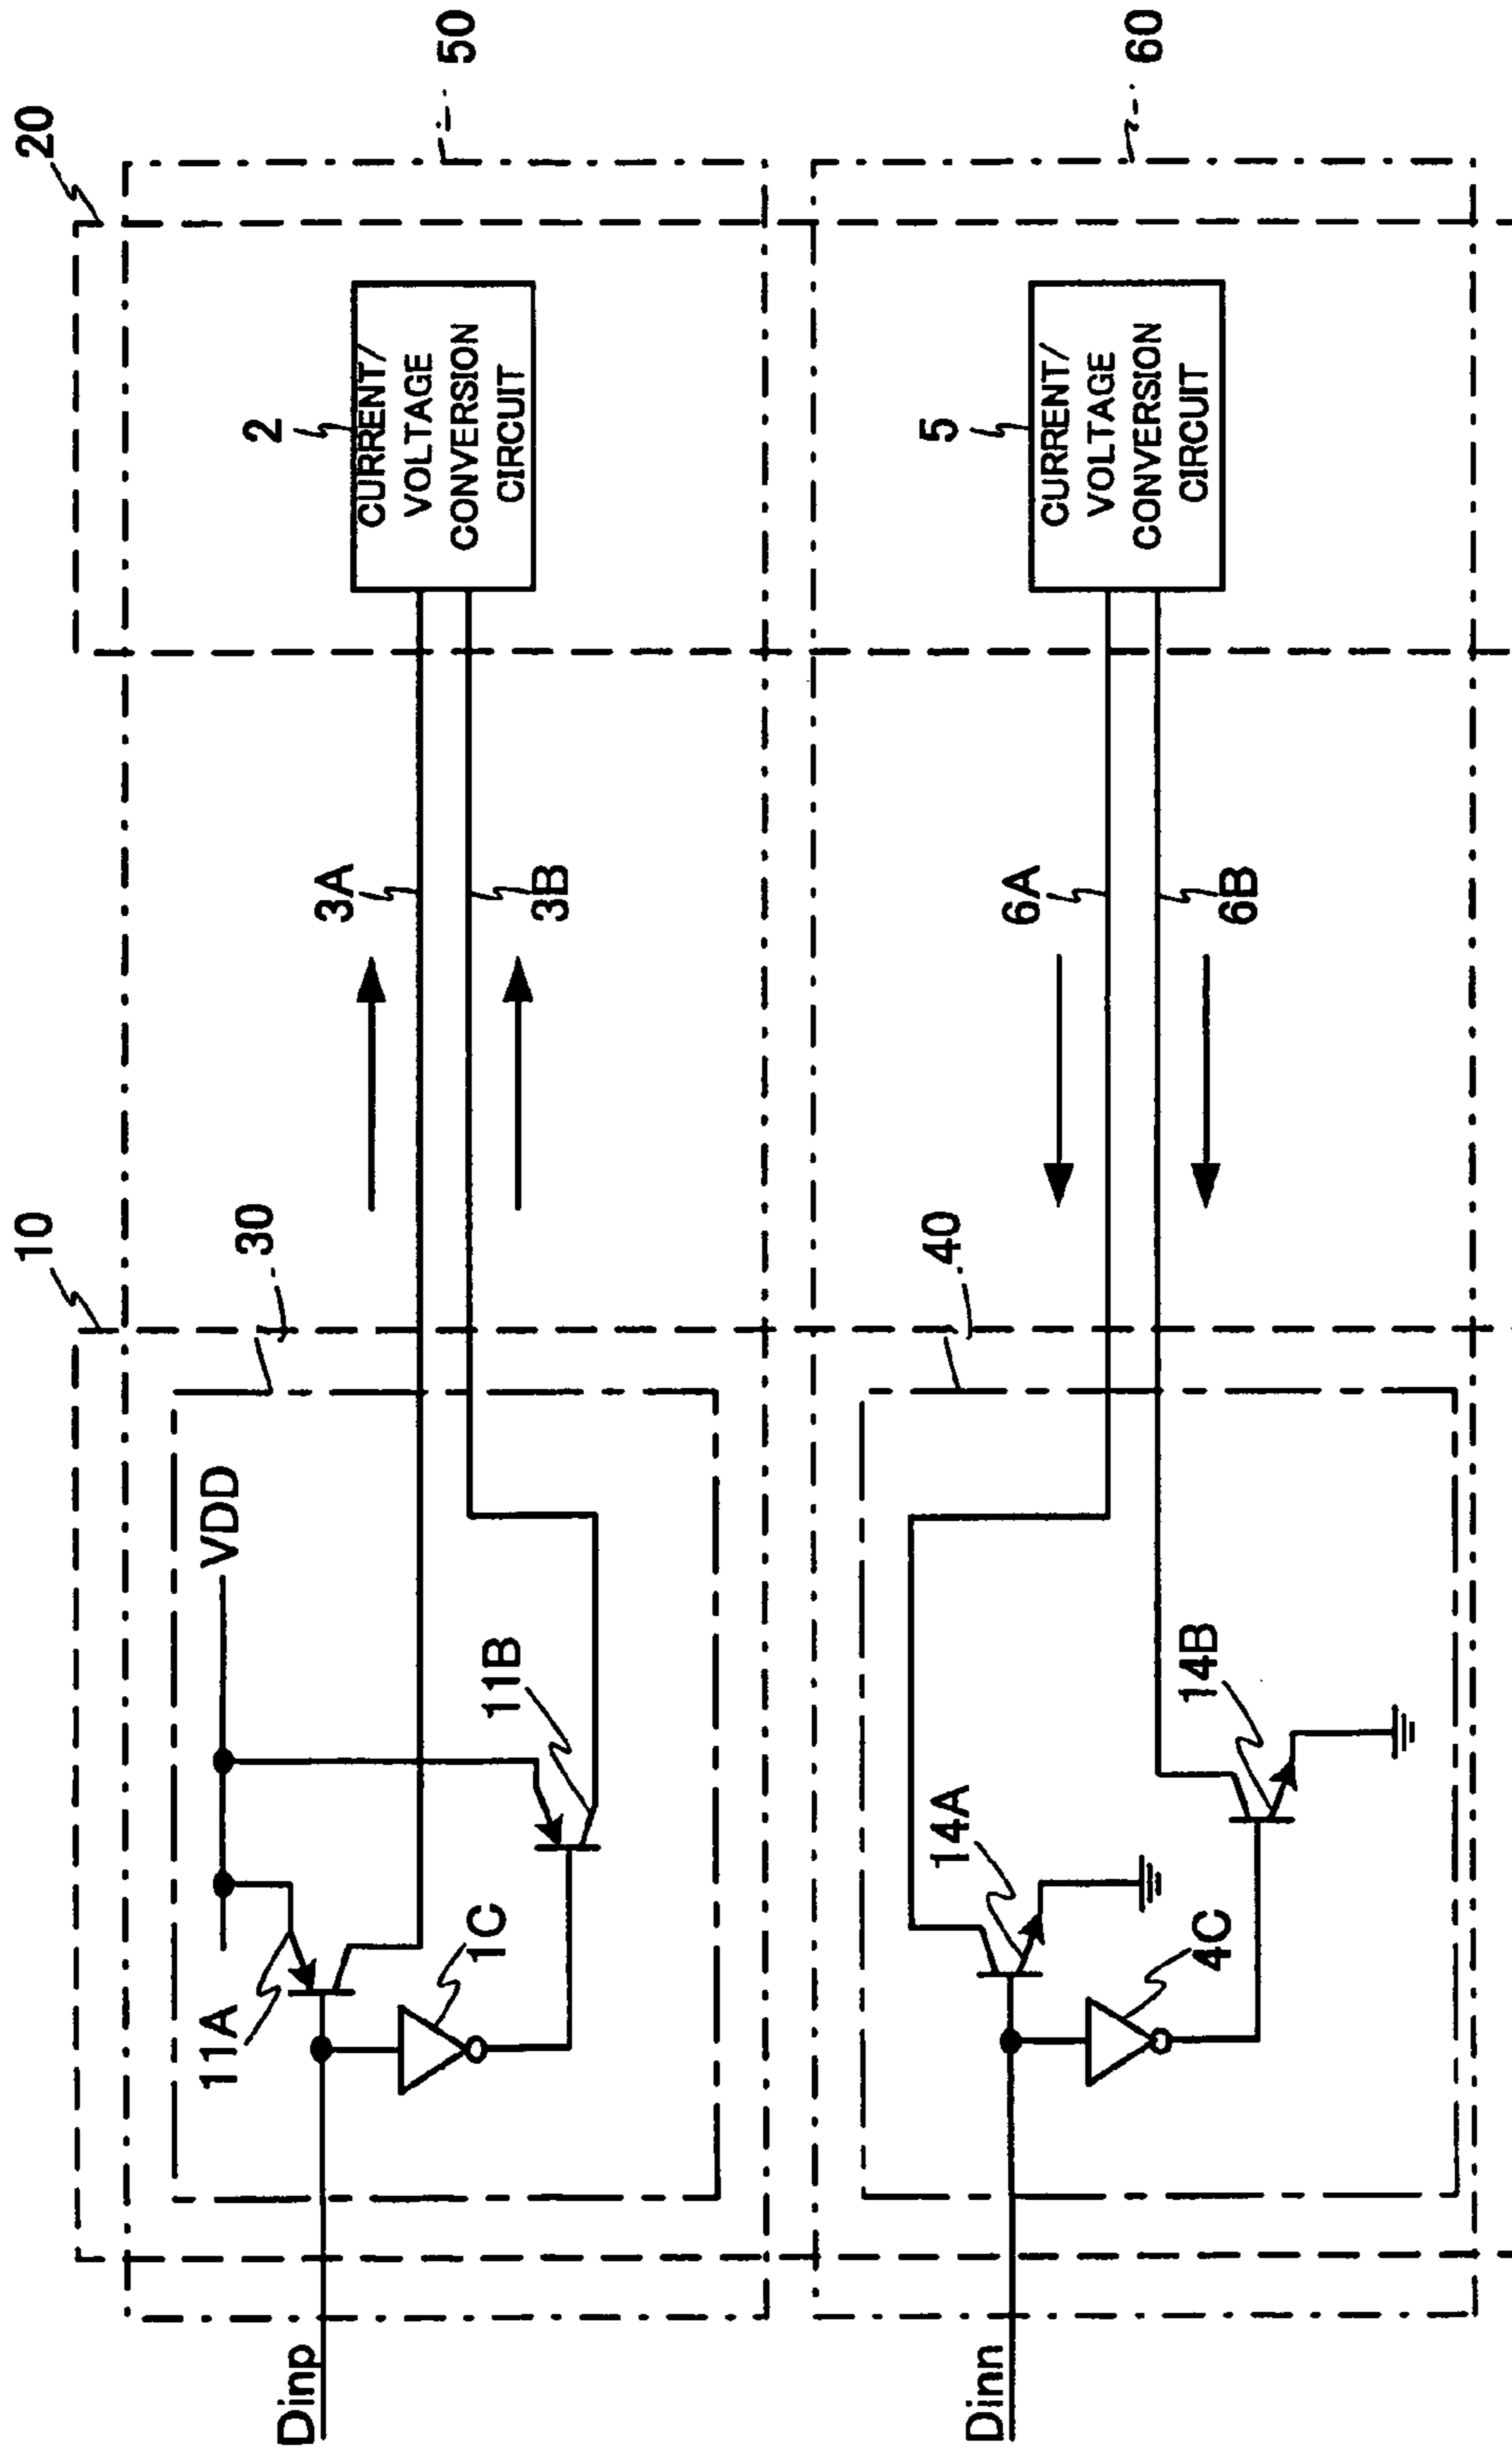 10
20
30
50
VDD
11A
11B
1C
3A
3B
2
CURRENT/
VOLTAGE
CONVERSION
CIRCUIT
Dinp
40
60
14A
14B
4C
6A
6B
5
CURRENT/
VOLTAGE
CONVERSION
CIRCUIT
Dinn